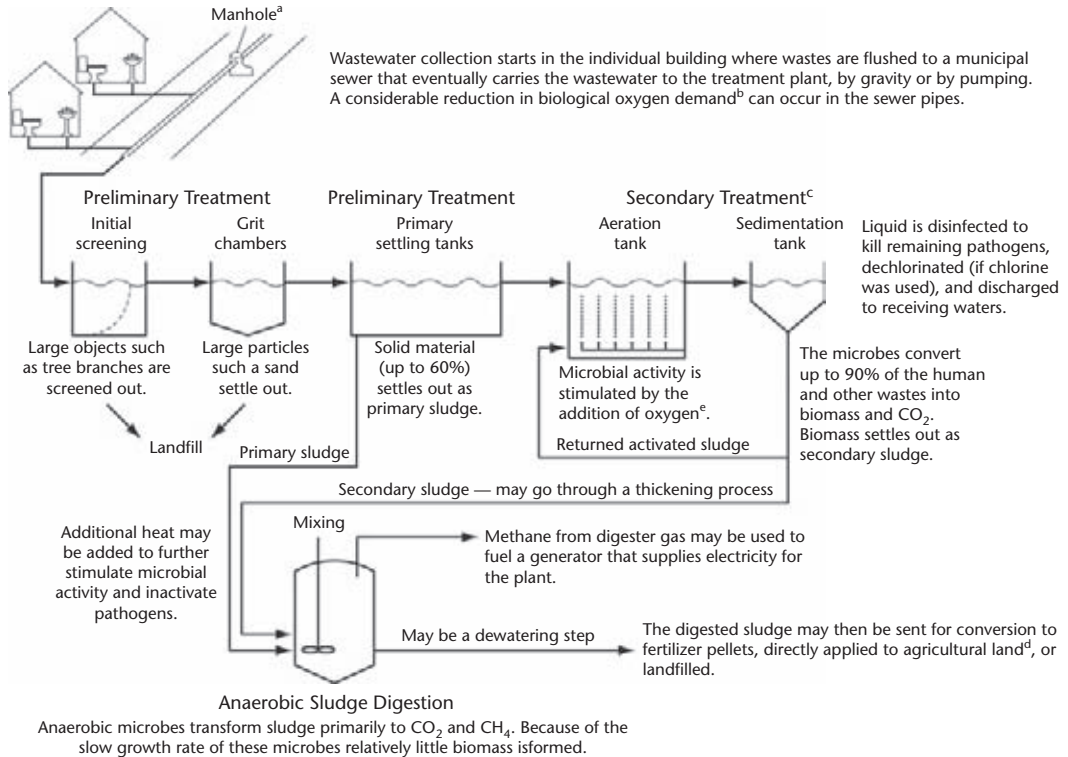 Manholeᵃ
Wastewater collection starts in the individual building where wastes are flushed to a municipal
sewer that eventually carries the wastewater to the treatment plant, by gravity or by pumping.
A considerable reduction in biological oxygen demandᵇ can occur in the sewer pipes.
Preliminary Treatment
Initial
screening
Grit
chambers
Preliminary Treatment
Primary
settling tanks
Secondary Treatmentᶜ
Aeration
tank
Sedimentation
tank
Liquid is disinfected to
kill remaining pathogens,
dechlorinated (if chlorine
was used), and discharged
to receiving waters.
Large objects such
as tree branches are
screened out.
Large particles
such a sand
settle out.
Landfill
Solid material
(up to 60%)
settles out as
primary sludge.
Microbial activity is
stimulated by the
addition of oxygenᵉ.
The microbes convert
up to 90% of the human
and other wastes into
biomass and CO₂.
Biomass settles out as
secondary sludge.
Returned activated sludge
Primary sludge
Secondary sludge — may go through a thickening process
Additional heat may
be added to further
stimulate microbial
activity and inactivate
pathogens.
Mixing
Methane from digester gas may be used to
fuel a generator that supplies electricity for
the plant.
May be a dewatering step
The digested sludge may then be sent for conversion to
fertilizer pellets, directly applied to agricultural landᵈ, or
landfilled.
Anaerobic Sludge Digestion
Anaerobic microbes transform sludge primarily to CO₂ and CH₄. Because of the
slow growth rate of these microbes relatively little biomass isformed.